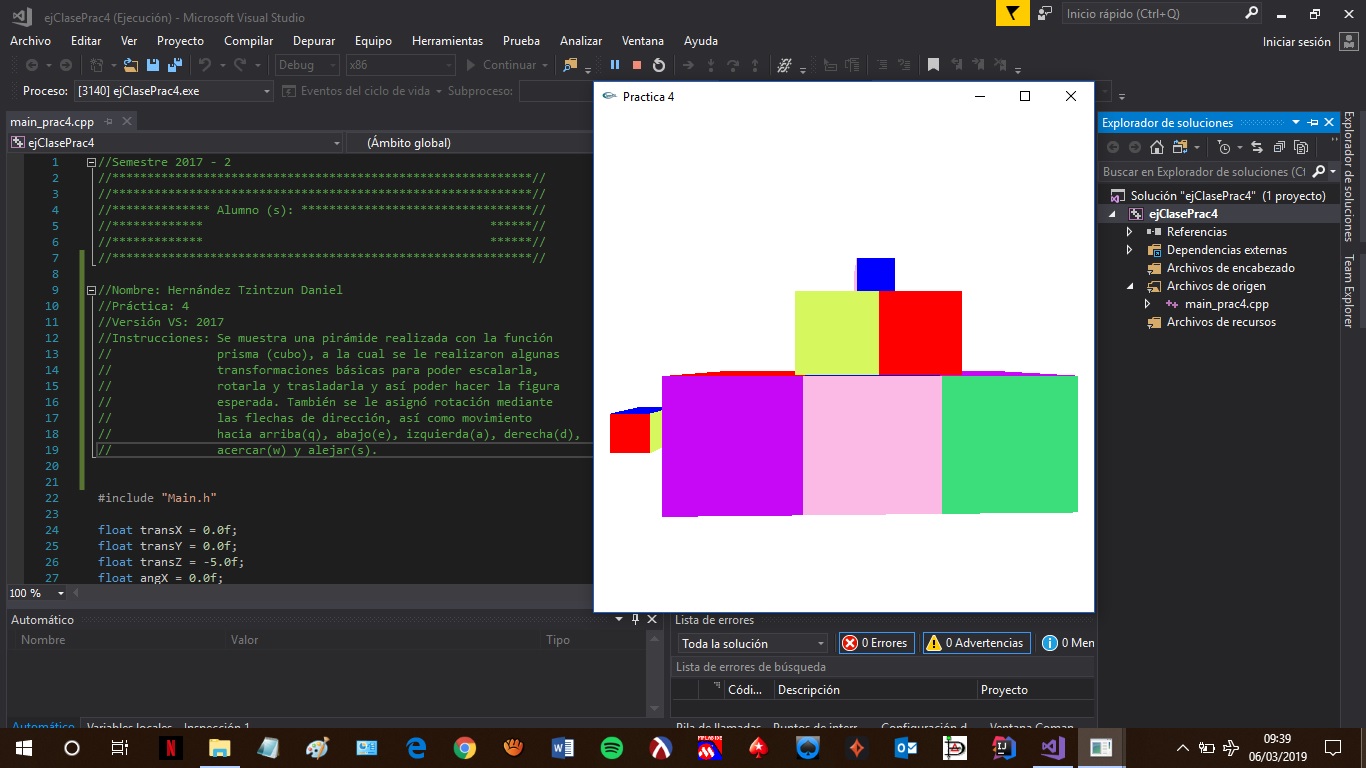 ejClasePrac4 (Ejecución) - Microsoft Visual Studio
Inicio rápido (Ctrl+Q)
Archivo Editar Ver Proyecto Compilar Depurar Equipo Herramientas Prueba Analizar Ventana Ayuda
Iniciar sesión
Debug x86 Continuar
Proceso: [3140] ejClasePrac4.exe Eventos del ciclo de vida Subproceso:
Practica 4
main_prac4.cpp
ejClasePrac4 (Ámbito global)
1 //Semestre 2017 - 2
2 //************************************************************//
3 //************************************************************//
4 //************** Alumno (s): *********************************//
5 //************* ******//
6 //************* ******//
7 //************************************************************//
8
9 //Nombre: Hernández Tzintzun Daniel
10 //Práctica: 4
11 //Versión VS: 2017
12 //Instrucciones: Se muestra una pirámide realizada con la función
13 // prisma (cubo), a la cual se le realizaron algunas
14 // transformaciones básicas para poder escalarla,
15 // rotarla y trasladarla y así poder hacer la figura
16 // esperada. También se le asignó rotación mediante
17 // las flechas de dirección, así como movimiento
18 // hacia arriba(q), abajo(e), izquierda(a), derecha(d),
19 // acercar(w) y alejar(s).
20
21
22 #include "Main.h"
23
24 float transX = 0.0f;
25 float transY = 0.0f;
26 float transZ = -5.0f;
27 float angX = 0.0f;
100 %
Explorador de soluciones
Buscar en Explorador de soluciones (Ct
Solución "ejClasePrac4" (1 proyecto)
ejClasePrac4
Referencias
Dependencias externas
Archivos de encabezado
Archivos de origen
main_prac4.cpp
Archivos de recursos
Explorador de soluciones
Team Explorer
Automático
Nombre Valor Tipo
Automático Variables locales Inspección 1
Lista de errores
Toda la solución 0 Errores 0 Advertencias 0 Men
Lista de errores de búsqueda
Códi... Descripción Proyecto
Pila de llamadas Puntos de interr... Configuración d... Ventana Coman...
09:39
06/03/2019